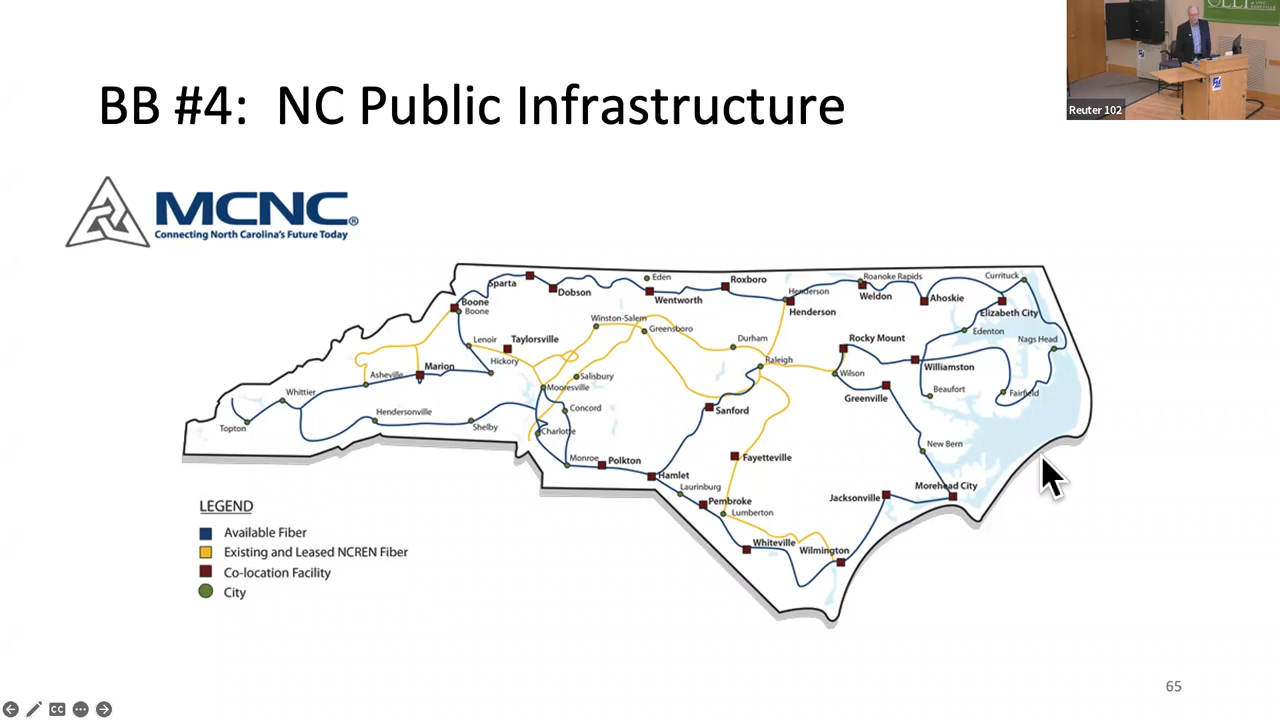 BB #4:  NC Public Infrastructure
OLLI
Reuter 102
MCNC®
Connecting North Carolina's Future Today
Sparta
Dobson
Eden
Wentworth
Roxboro
Henderson
Henderson
Roanoke Rapids
Weldon
Ahoskie
Currituck
Elizabeth City
Boone
Boone
Winston-Salem
Greensboro
Durham
Raleigh
Rocky Mount
Edenton
Nags Head
Lenoir
Taylorsville
Hickory
Marion
Asheville
Salisbury
Mooresville
Wilson
Williamston
Greenville
Beaufort
Fairfield
Whittier
Topton
Hendersonville
Shelby
Concord
Charlotte
Sanford
New Bern
Monroe
Polkton
Hamlet
Fayetteville
Laurinburg
Pembroke
Lumberton
Jacksonville
Morehead City
Whiteville
Wilmington
LEGEND
Available Fiber
Existing and Leased NCREN Fiber
Co-location Facility
City
65
CC